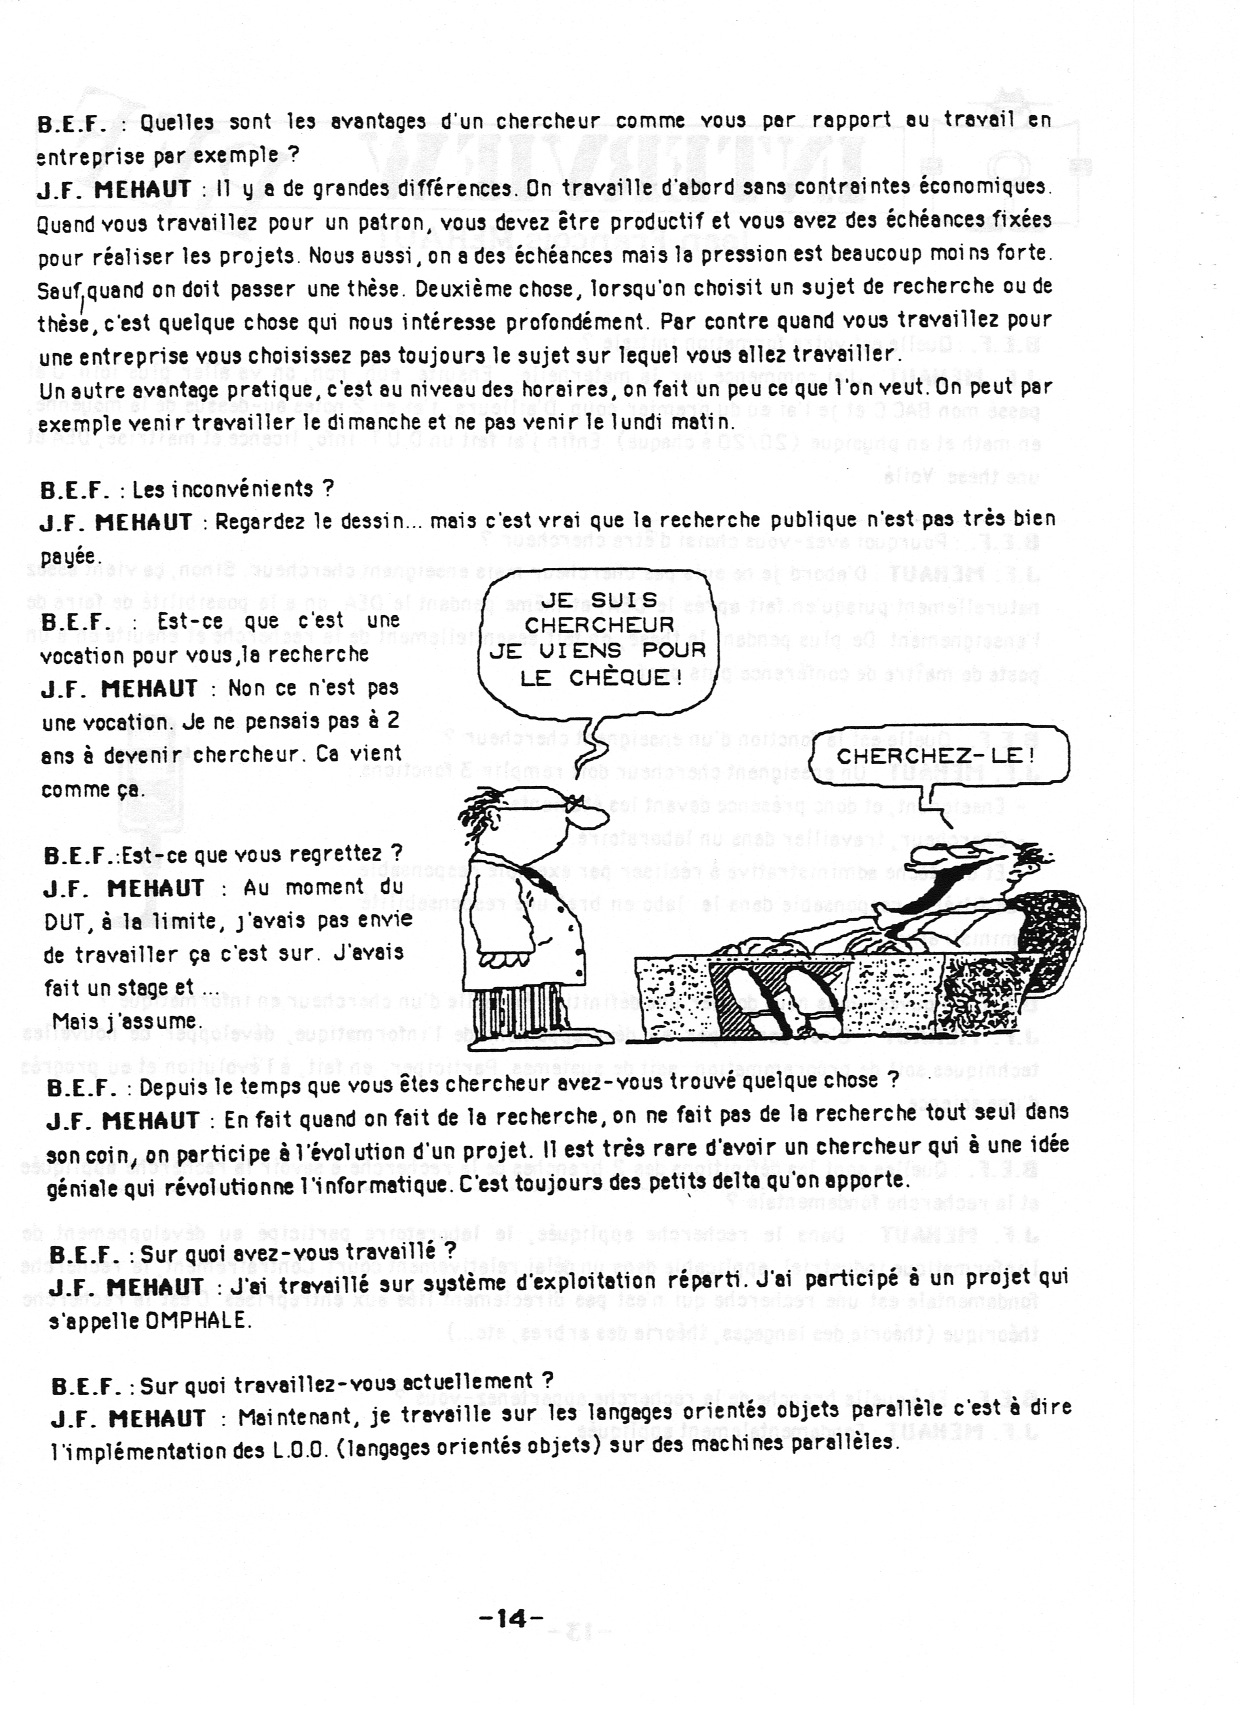 B.E.F. : Quelles sont les avantages d'un chercheur comme vous par rapport au travail en
entreprise par exemple ?
J.F. MEHAUT : Il y a de grandes différences. On travaille d'abord sans contraintes économiques.
Quand vous travaillez pour un patron, vous devez être productif et vous avez des échéances fixées
pour réaliser les projets. Nous aussi, on a des échéances mais la pression est beaucoup moins forte.
Sauf, quand on doit passer une thèse. Deuxième chose, lorsqu'on choisit un sujet de recherche ou de
thèse, c'est quelque chose qui nous intéresse profondément. Par contre quand vous travaillez pour
une entreprise vous choisissez pas toujours le sujet sur lequel vous allez travailler.
Un autre avantage pratique, c'est au niveau des horaires, on fait un peu ce que l'on veut. On peut par
exemple venir travailler le dimanche et ne pas venir le lundi matin.
B.E.F. : Les inconvénients ?
J.F. MEHAUT : Regardez le dessin... mais c'est vrai que la recherche publique n'est pas très bien
payée.
B.E.F. : Est-ce que c'est une
vocation pour vous,la recherche
J.F. MEHAUT : Non ce n'est pas
une vocation. Je ne pensais pas à 2
ans à devenir chercheur. Ca vient
comme ça.
B.E.F.:Est-ce que vous regrettez ?
J.F. MEHAUT : Au moment du
DUT, à la limite, j'avais pas envie
de travailler ça c'est sur. J'avais
fait un stage et ...
Mais j'assume.
JE SUIS
CHERCHEUR
JE VIENS POUR
LE CHÈQUE!
CHERCHEZ-LE!
B.E.F. : Depuis le temps que vous êtes chercheur avez-vous trouvé quelque chose ?
J.F. MEHAUT : En fait quand on fait de la recherche, on ne fait pas de la recherche tout seul dans
son coin, on participe à l'évolution d'un projet. Il est très rare d'avoir un chercheur qui à une idée
géniale qui révolutionne l'informatique. C'est toujours des petits delta qu'on apporte.
B.E.F. : Sur quoi avez-vous travaillé ?
J.F. MEHAUT : J'ai travaillé sur système d'exploitation réparti. J'ai participé à un projet qui
s'appelle OMPHALE.
B.E.F. : Sur quoi travaillez-vous actuellement ?
J.F. MEHAUT : Maintenant, je travaille sur les langages orientés objets parallèle c'est à dire
l'implémentation des L.O.O. (langages orientés objets) sur des machines parallèles.
-14-